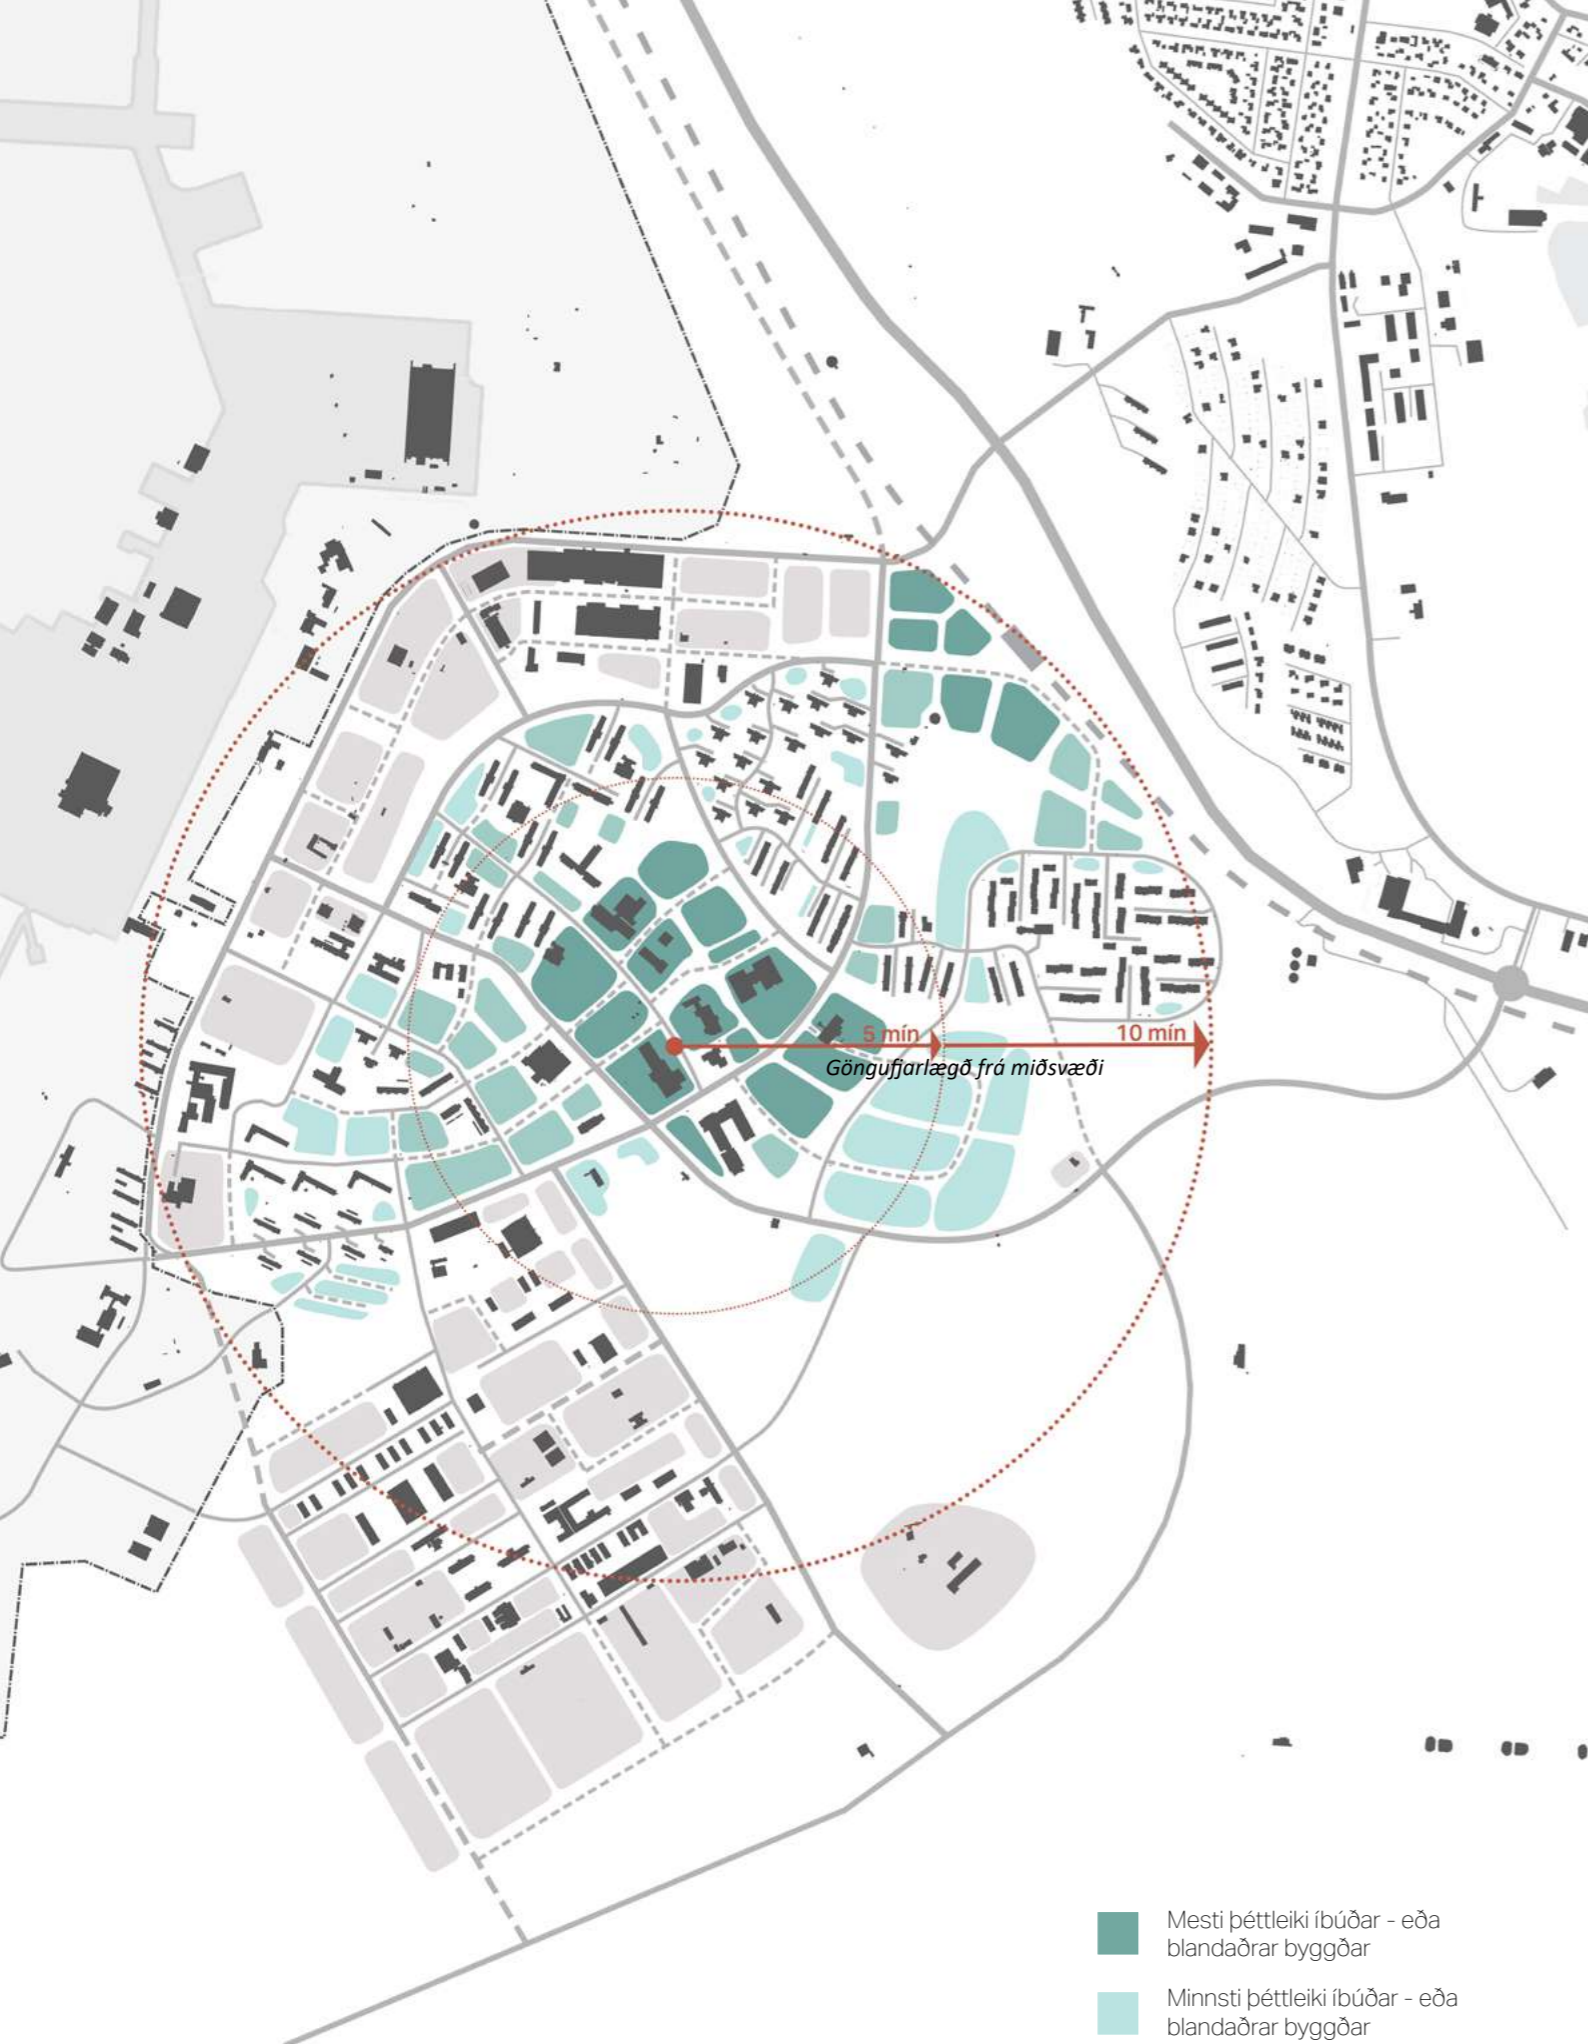 5 mín
10 mín
Göngufjarlægð frá miðsvæði
Mesti þéttleiki íbúðar - eða
blandaðrar byggðar
Minnsti þéttleiki íbúðar - eða
blandaðrar byggðar